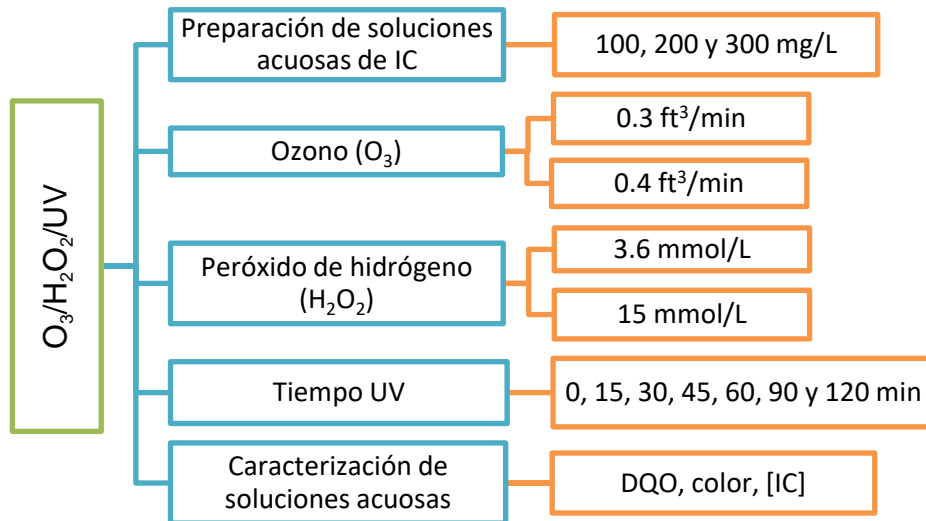 O₃/H₂O₂/UV
Preparación de soluciones
acuosas de IC
100, 200 y 300 mg/L
Ozono (O₃)
0.3 ft³/min
0.4 ft³/min
Peróxido de hidrógeno
(H₂O₂)
3.6 mmol/L
15 mmol/L
Tiempo UV
0, 15, 30, 45, 60, 90 y 120 min
Caracterización de
soluciones acuosas
DQO, color, [IC]